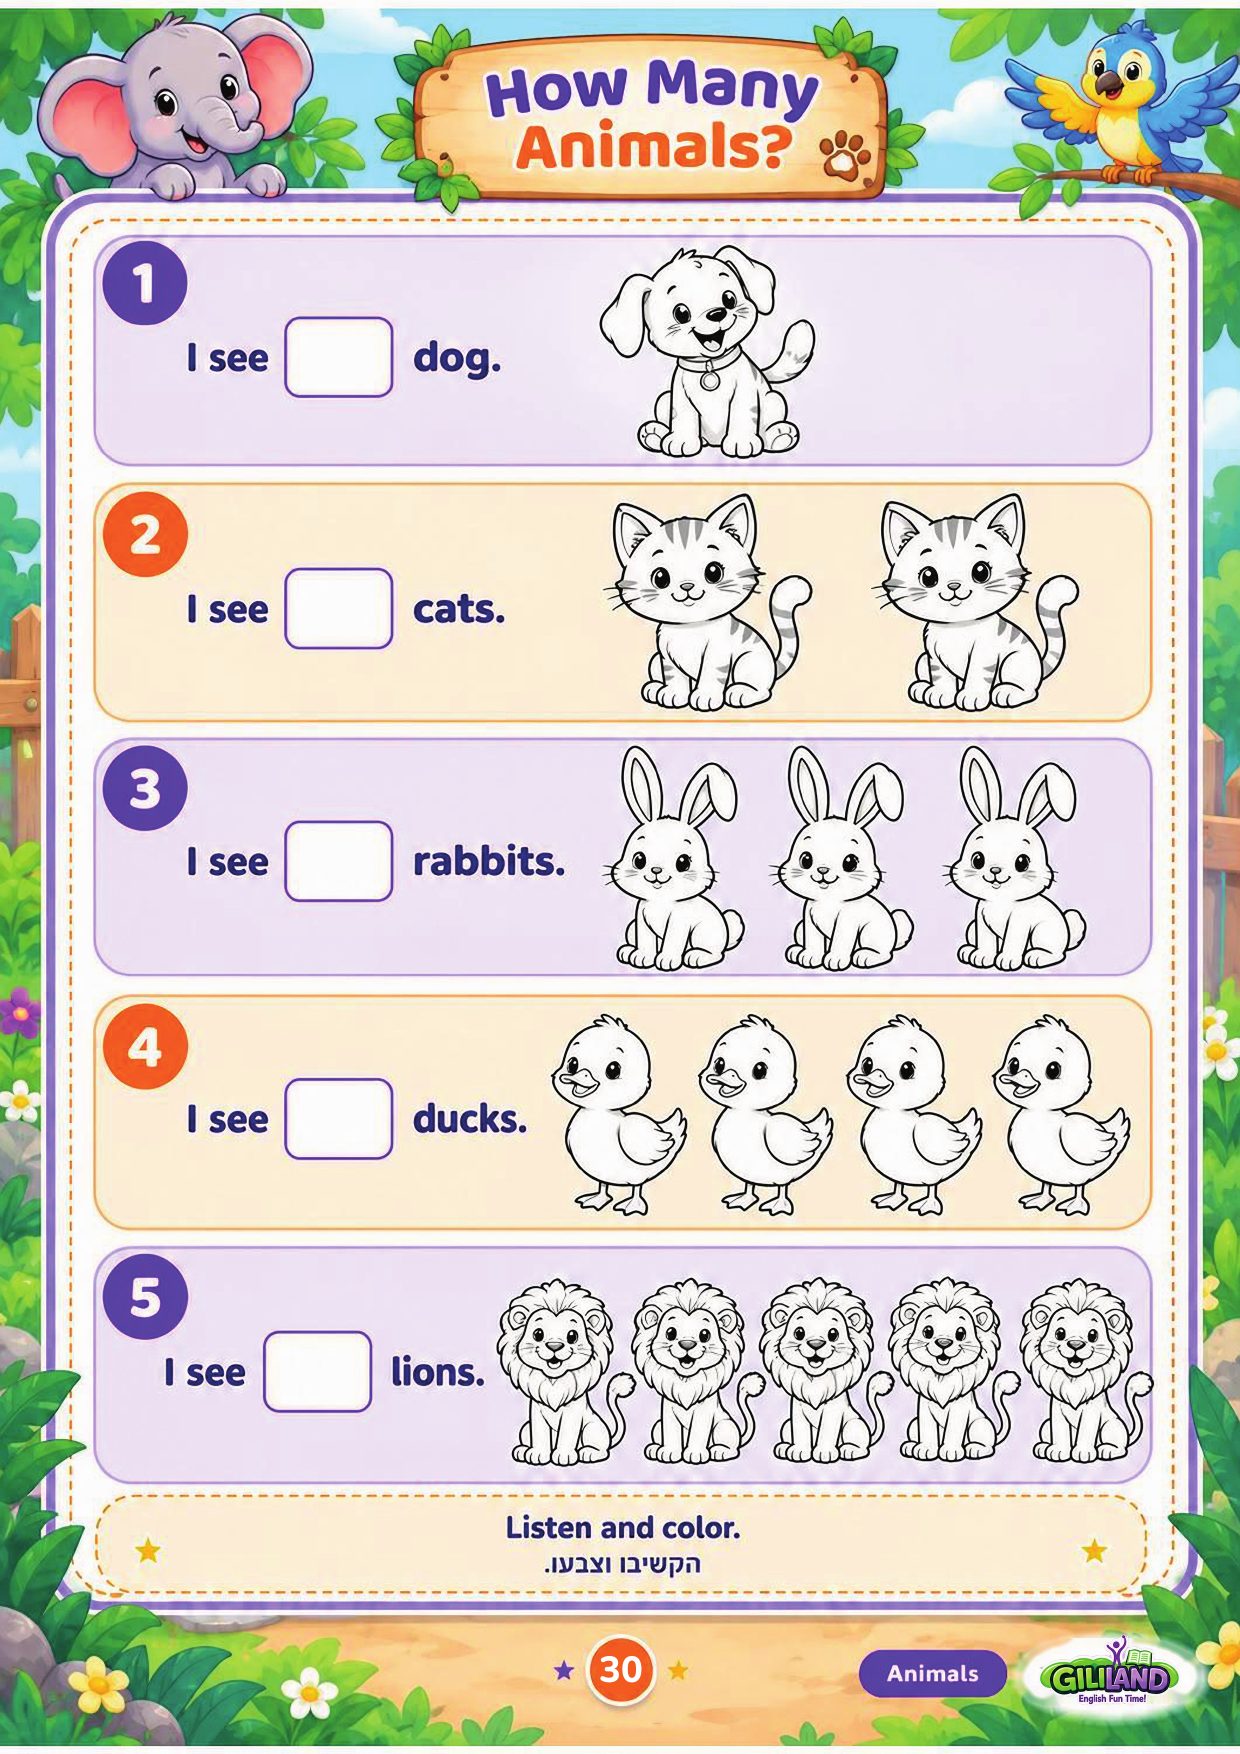 How Many
Animals?
1
I see dog.
2
I see cats.
3
I see rabbits.
4
I see ducks.
5
I see lions.
Listen and color.
הקשיבו וצבעו.
30
Animals
GILILAND
English Fun Time!